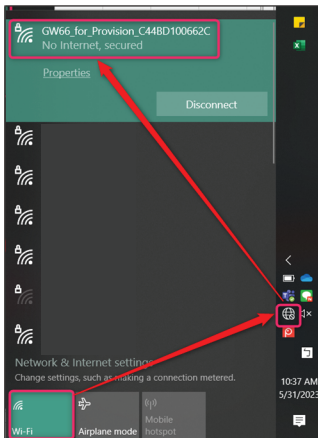 GW66_for_Provision_C44BD100662C
No Internet, secured
Properties
Disconnect
Network & Internet settings
Change settings, such as making a connection metered.
Wi-Fi
Airplane mode
Mobile
hotspot
10:37 AM
5/31/2023